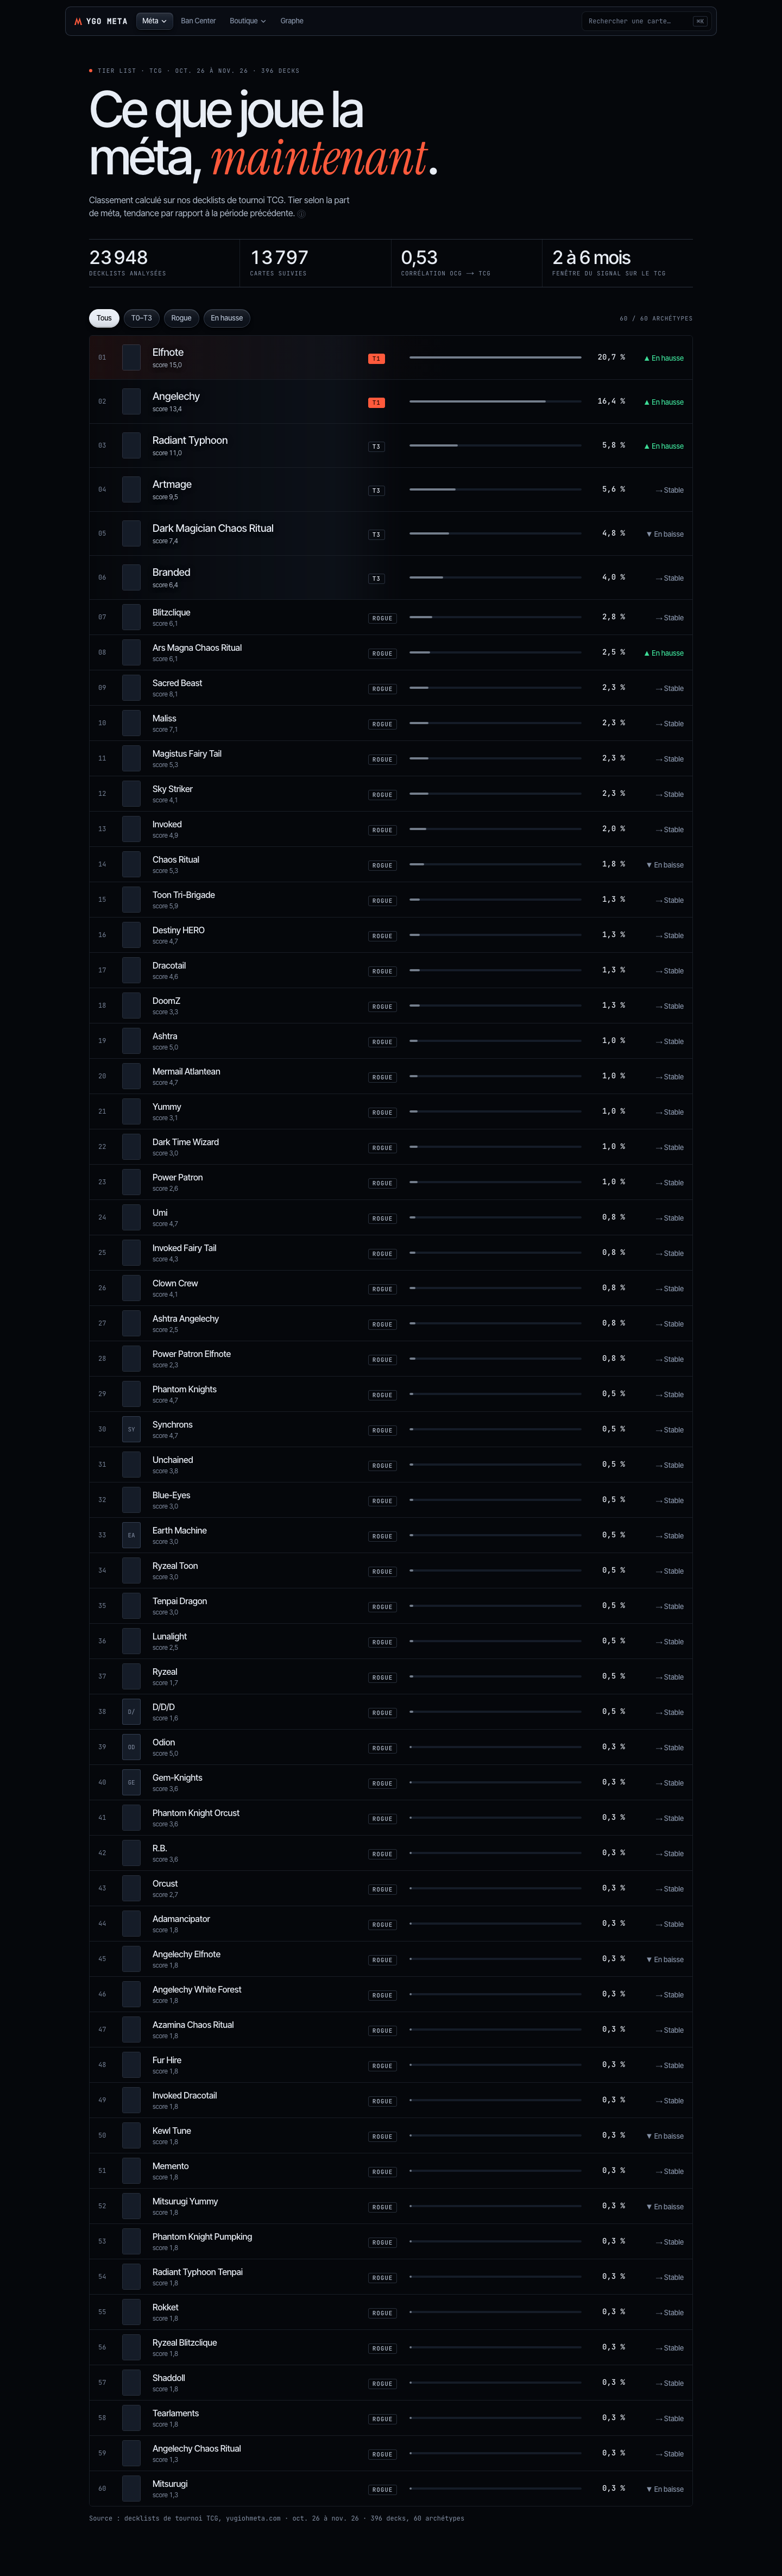 YGO META
Méta
Ban Center
Boutique
Graphe
Rechercher une carte…
⌘K
TIER LIST · TCG · OCT. 26 À NOV. 26 · 396 DECKS
Ce que joue la
méta, maintenant.
Classement calculé sur nos decklists de tournoi TCG. Tier selon la part
de méta, tendance par rapport à la période précédente.
23 948
DECKLISTS ANALYSÉES
13 797
CARTES SUIVIES
0,53
CORRÉLATION OCG ⟶ TCG
2 à 6 mois
FENÊTRE DU SIGNAL SUR LE TCG
Tous
T0–T3
Rogue
En hausse
60 / 60 ARCHÉTYPES
01 Elfnote T1 20,7 % ▲ En hausse
score 15,0
02 Angelechy T1 16,4 % ▲ En hausse
score 13,4
03 Radiant Typhoon T3 5,8 % ▲ En hausse
score 11,0
04 Artmage T3 5,6 % → Stable
score 9,5
05 Dark Magician Chaos Ritual T3 4,8 % ▼ En baisse
score 7,4
06 Branded T3 4,0 % → Stable
score 6,4
07 Blitzclique ROGUE 2,8 % → Stable
score 6,1
08 Ars Magna Chaos Ritual ROGUE 2,5 % ▲ En hausse
score 6,1
09 Sacred Beast ROGUE 2,3 % → Stable
score 8,1
10 Maliss ROGUE 2,3 % → Stable
score 7,1
11 Magistus Fairy Tail ROGUE 2,3 % → Stable
score 5,3
12 Sky Striker ROGUE 2,3 % → Stable
score 4,1
13 Invoked ROGUE 2,0 % → Stable
score 4,9
14 Chaos Ritual ROGUE 1,8 % ▼ En baisse
score 5,3
15 Toon Tri-Brigade ROGUE 1,3 % → Stable
score 5,9
16 Destiny HERO ROGUE 1,3 % → Stable
score 4,7
17 Dracotail ROGUE 1,3 % → Stable
score 4,6
18 DoomZ ROGUE 1,3 % → Stable
score 3,3
19 Ashtra ROGUE 1,0 % → Stable
score 5,0
20 Mermail Atlantean ROGUE 1,0 % → Stable
score 4,7
21 Yummy ROGUE 1,0 % → Stable
score 3,1
22 Dark Time Wizard ROGUE 1,0 % → Stable
score 3,0
23 Power Patron ROGUE 1,0 % → Stable
score 2,6
24 Umi ROGUE 0,8 % → Stable
score 4,7
25 Invoked Fairy Tail ROGUE 0,8 % → Stable
score 4,3
26 Clown Crew ROGUE 0,8 % → Stable
score 4,1
27 Ashtra Angelechy ROGUE 0,8 % → Stable
score 2,5
28 Power Patron Elfnote ROGUE 0,8 % → Stable
score 2,3
29 Phantom Knights ROGUE 0,5 % → Stable
score 4,7
30 SY Synchrons ROGUE 0,5 % → Stable
score 4,7
31 Unchained ROGUE 0,5 % → Stable
score 3,8
32 Blue-Eyes ROGUE 0,5 % → Stable
score 3,0
33 EA Earth Machine ROGUE 0,5 % → Stable
score 3,0
34 Ryzeal Toon ROGUE 0,5 % → Stable
score 3,0
35 Tenpai Dragon ROGUE 0,5 % → Stable
score 3,0
36 Lunalight ROGUE 0,5 % → Stable
score 2,5
37 Ryzeal ROGUE 0,5 % → Stable
score 1,7
38 D/ D/D/D ROGUE 0,5 % → Stable
score 1,6
39 OD Odion ROGUE 0,3 % → Stable
score 5,0
40 GE Gem-Knights ROGUE 0,3 % → Stable
score 3,6
41 Phantom Knight Orcust ROGUE 0,3 % → Stable
score 3,6
42 R.B. ROGUE 0,3 % → Stable
score 3,6
43 Orcust ROGUE 0,3 % → Stable
score 2,7
44 Adamancipator ROGUE 0,3 % → Stable
score 1,8
45 Angelechy Elfnote ROGUE 0,3 % ▼ En baisse
score 1,8
46 Angelechy White Forest ROGUE 0,3 % → Stable
score 1,8
47 Azamina Chaos Ritual ROGUE 0,3 % → Stable
score 1,8
48 Fur Hire ROGUE 0,3 % → Stable
score 1,8
49 Invoked Dracotail ROGUE 0,3 % → Stable
score 1,8
50 Kewl Tune ROGUE 0,3 % ▼ En baisse
score 1,8
51 Memento ROGUE 0,3 % → Stable
score 1,8
52 Mitsurugi Yummy ROGUE 0,3 % ▼ En baisse
score 1,8
53 Phantom Knight Pumpking ROGUE 0,3 % → Stable
score 1,8
54 Radiant Typhoon Tenpai ROGUE 0,3 % → Stable
score 1,8
55 Rokket ROGUE 0,3 % → Stable
score 1,8
56 Ryzeal Blitzclique ROGUE 0,3 % → Stable
score 1,8
57 Shaddoll ROGUE 0,3 % → Stable
score 1,8
58 Tearlaments ROGUE 0,3 % → Stable
score 1,8
59 Angelechy Chaos Ritual ROGUE 0,3 % → Stable
score 1,3
60 Mitsurugi ROGUE 0,3 % ▼ En baisse
score 1,3
Source : decklists de tournoi TCG, yugiohmeta.com · oct. 26 à nov. 26 · 396 decks, 60 archétypes